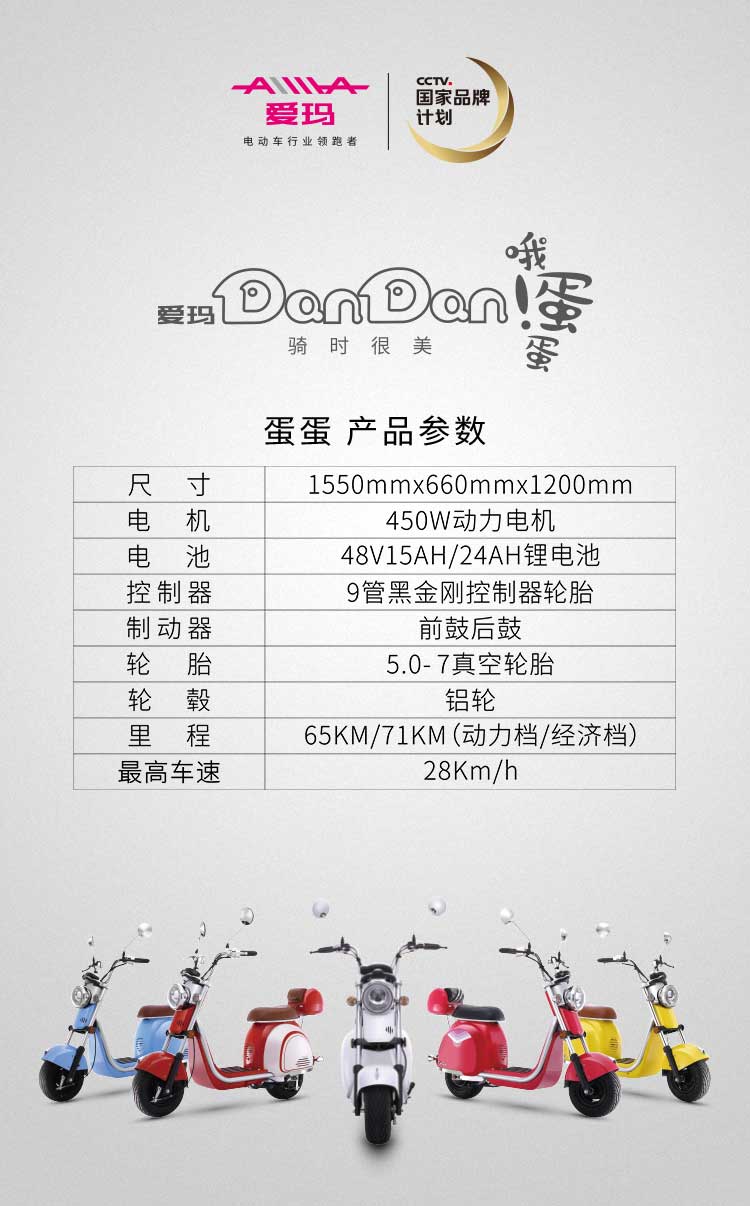 AIMA
爱玛
电动车行业领跑者
CCTV.
国家品牌
计划
爱玛 DanDan 哦!蛋蛋
骑时很美
蛋蛋 产品参数
尺 寸 1550mmx660mmx1200mm
电 机 450W动力电机
电 池 48V15AH/24AH锂电池
控制器 9管黑金刚控制器轮胎
制动器 前鼓后鼓
轮 胎 5.0-7真空轮胎
轮 毂 铝轮
里 程 65KM/71KM(动力档/经济档)
最高车速 28Km/h